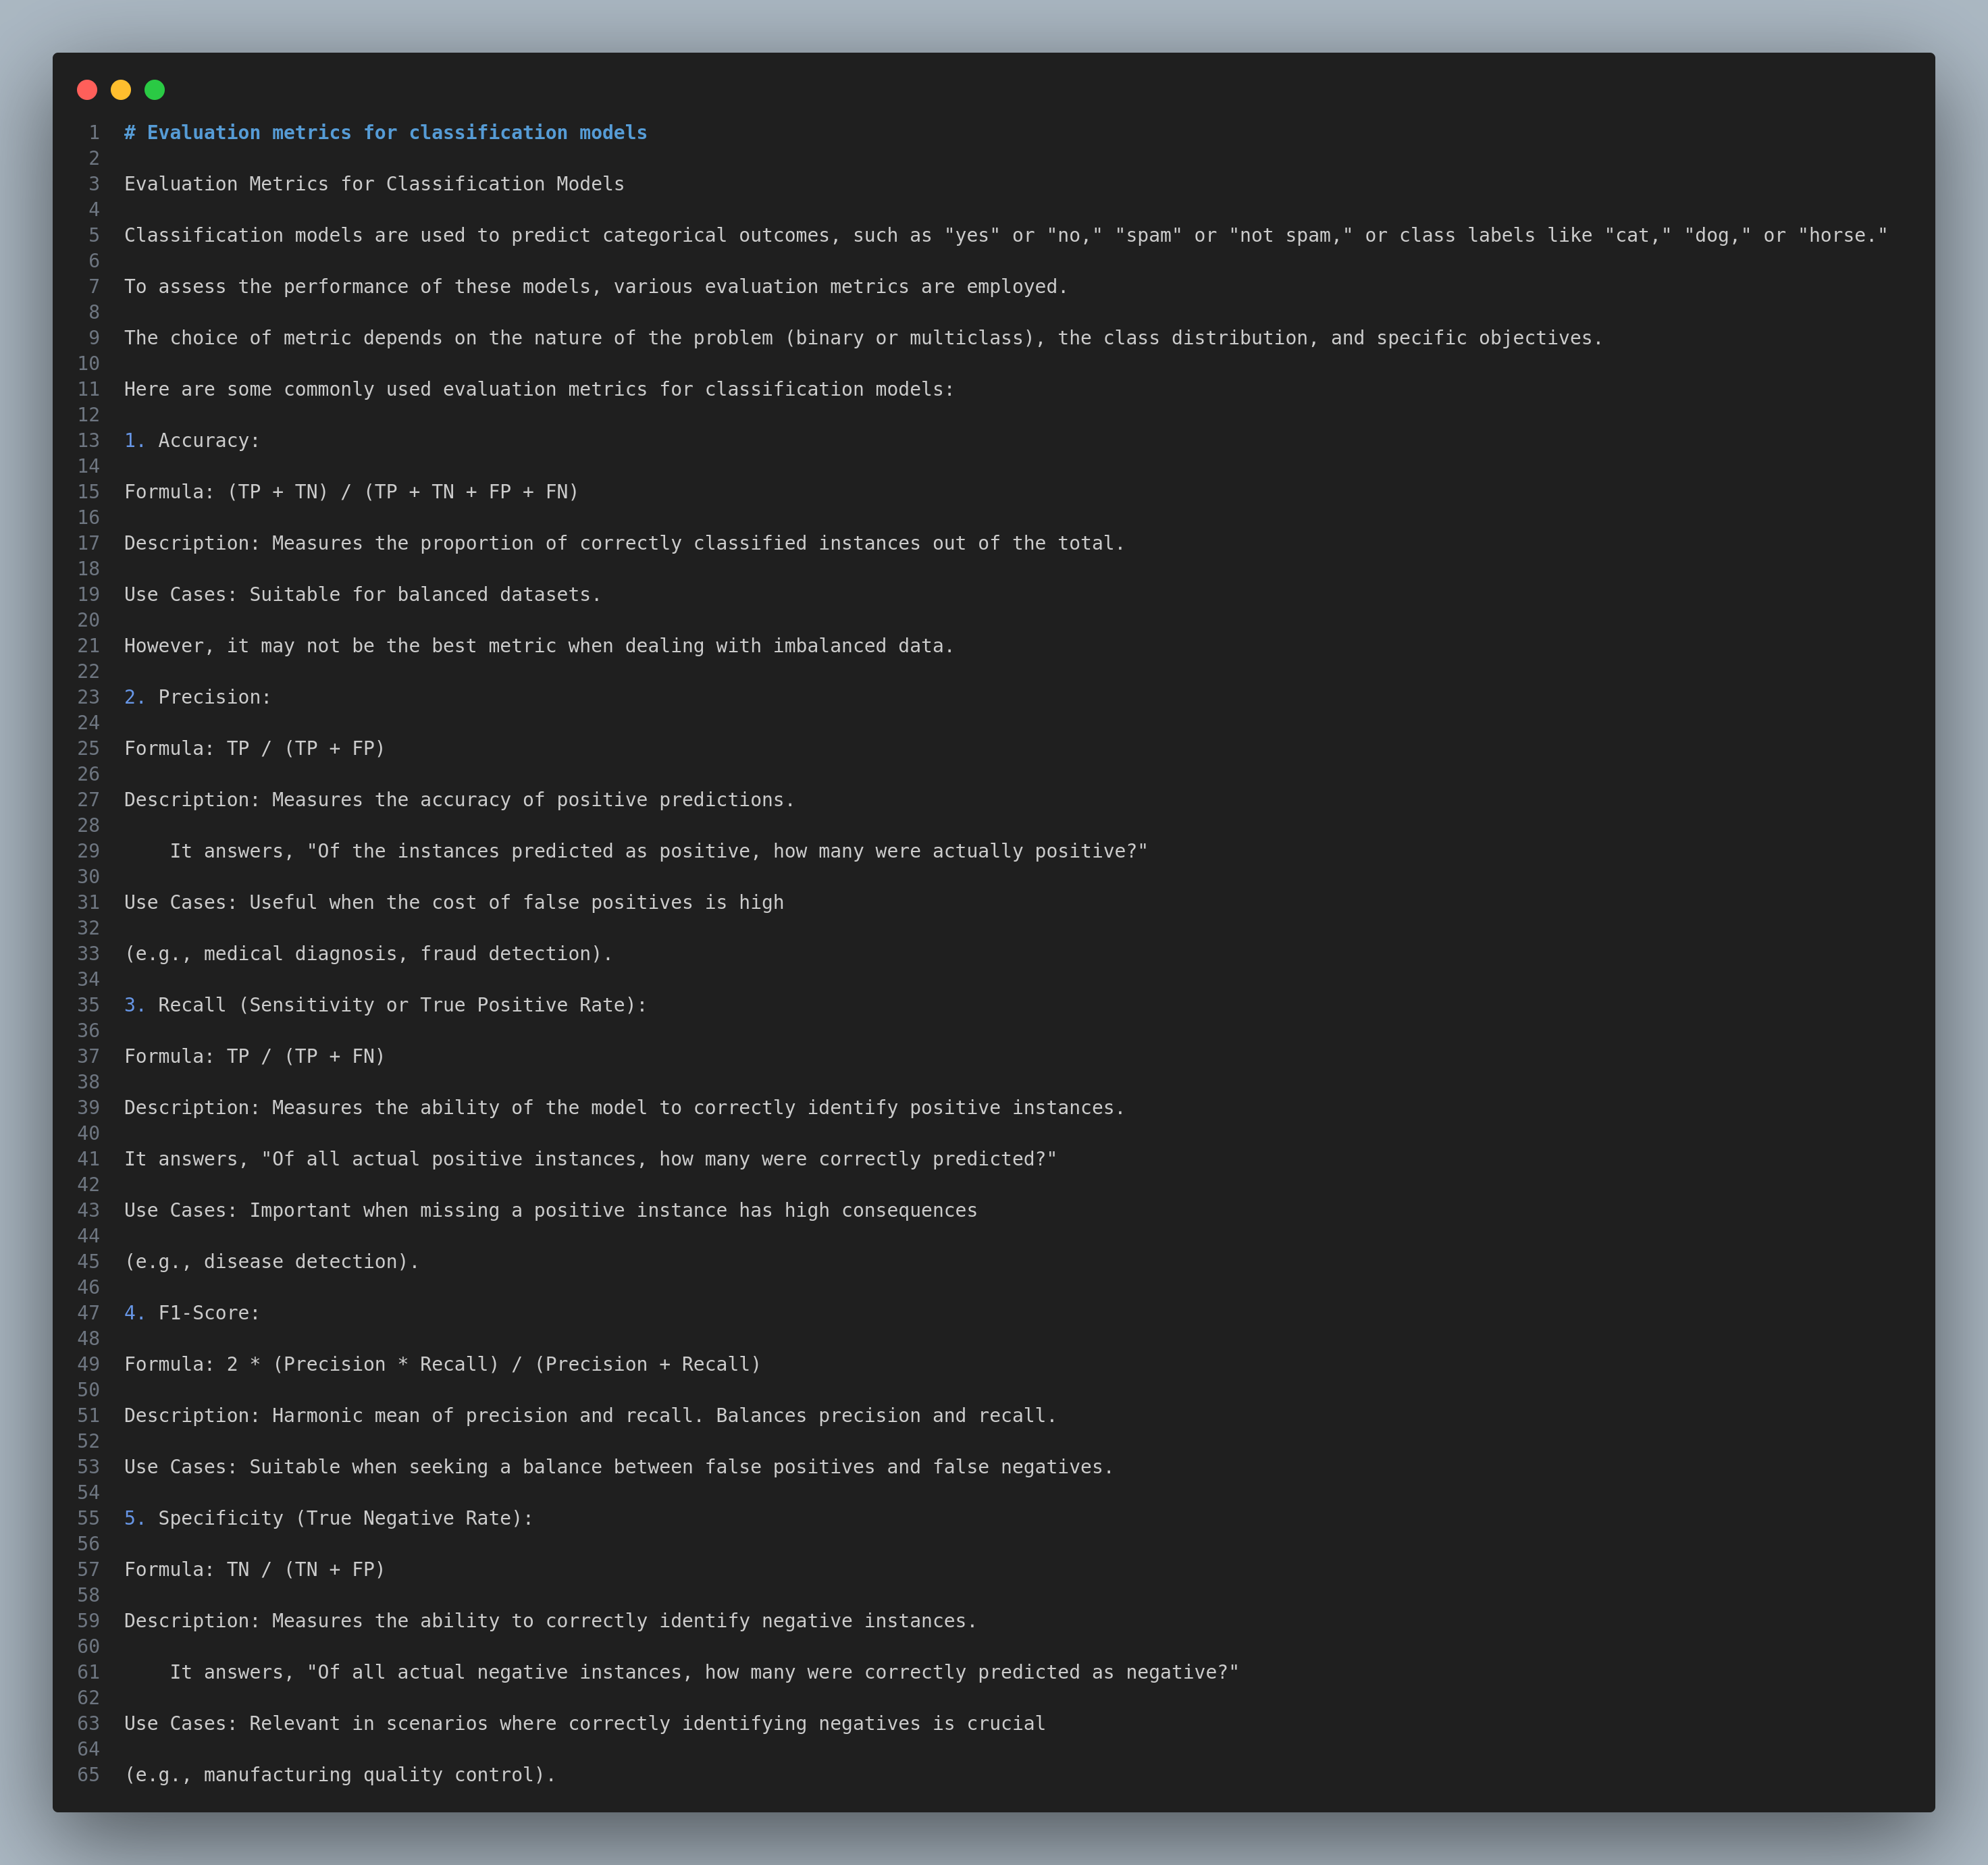 1 # Evaluation metrics for classification models
2
3 Evaluation Metrics for Classification Models
4
5 Classification models are used to predict categorical outcomes, such as "yes" or "no," "spam" or "not spam," or class labels like "cat," "dog," or "horse."
6
7 To assess the performance of these models, various evaluation metrics are employed.
8
9 The choice of metric depends on the nature of the problem (binary or multiclass), the class distribution, and specific objectives.
10
11 Here are some commonly used evaluation metrics for classification models:
12
13 1. Accuracy:
14
15 Formula: (TP + TN) / (TP + TN + FP + FN)
16
17 Description: Measures the proportion of correctly classified instances out of the total.
18
19 Use Cases: Suitable for balanced datasets.
20
21 However, it may not be the best metric when dealing with imbalanced data.
22
23 2. Precision:
24
25 Formula: TP / (TP + FP)
26
27 Description: Measures the accuracy of positive predictions.
28
29     It answers, "Of the instances predicted as positive, how many were actually positive?"
30
31 Use Cases: Useful when the cost of false positives is high
32
33 (e.g., medical diagnosis, fraud detection).
34
35 3. Recall (Sensitivity or True Positive Rate):
36
37 Formula: TP / (TP + FN)
38
39 Description: Measures the ability of the model to correctly identify positive instances.
40
41 It answers, "Of all actual positive instances, how many were correctly predicted?"
42
43 Use Cases: Important when missing a positive instance has high consequences
44
45 (e.g., disease detection).
46
47 4. F1-Score:
48
49 Formula: 2 * (Precision * Recall) / (Precision + Recall)
50
51 Description: Harmonic mean of precision and recall. Balances precision and recall.
52
53 Use Cases: Suitable when seeking a balance between false positives and false negatives.
54
55 5. Specificity (True Negative Rate):
56
57 Formula: TN / (TN + FP)
58
59 Description: Measures the ability to correctly identify negative instances.
60
61     It answers, "Of all actual negative instances, how many were correctly predicted as negative?"
62
63 Use Cases: Relevant in scenarios where correctly identifying negatives is crucial
64
65 (e.g., manufacturing quality control).